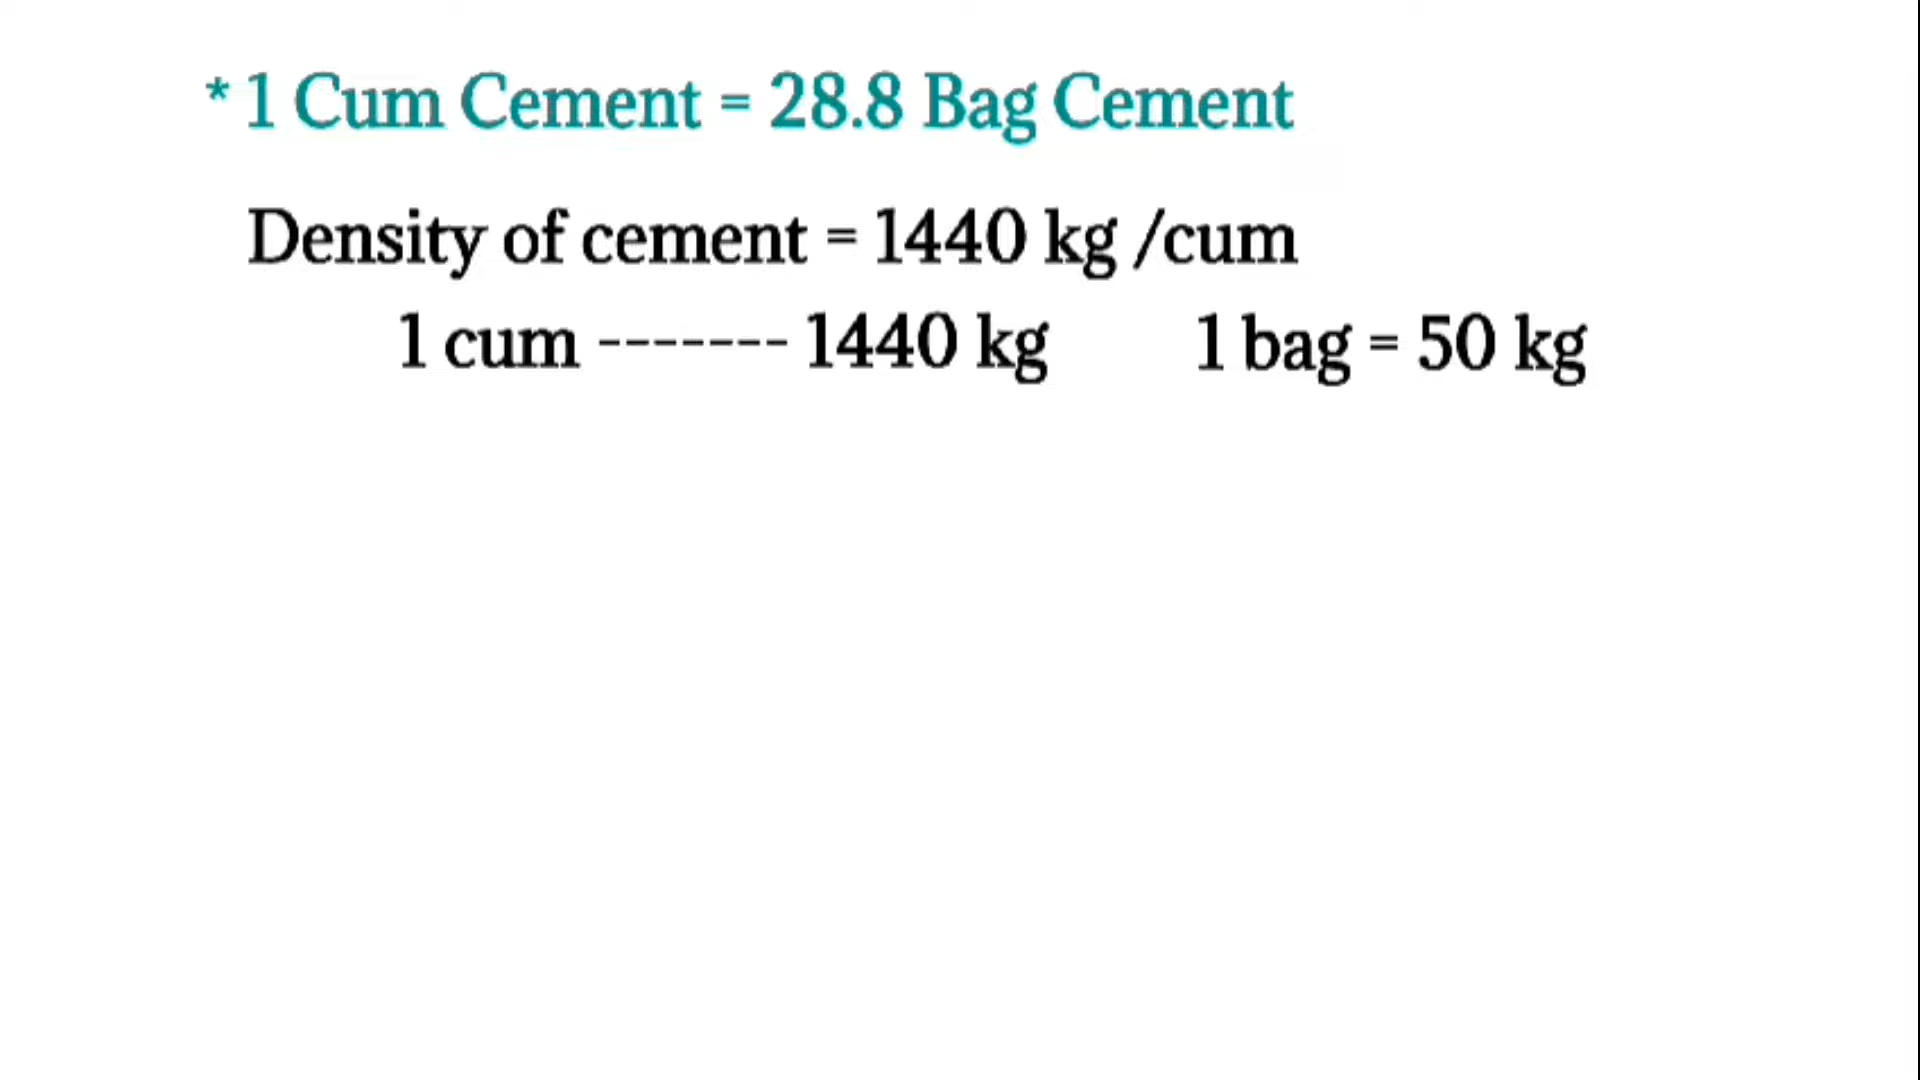 * 1 Cum Cement = 28.8 Bag Cement
Density of cement = 1440 kg /cum
1 cum ------- 1440 kg 1 bag = 50 kg